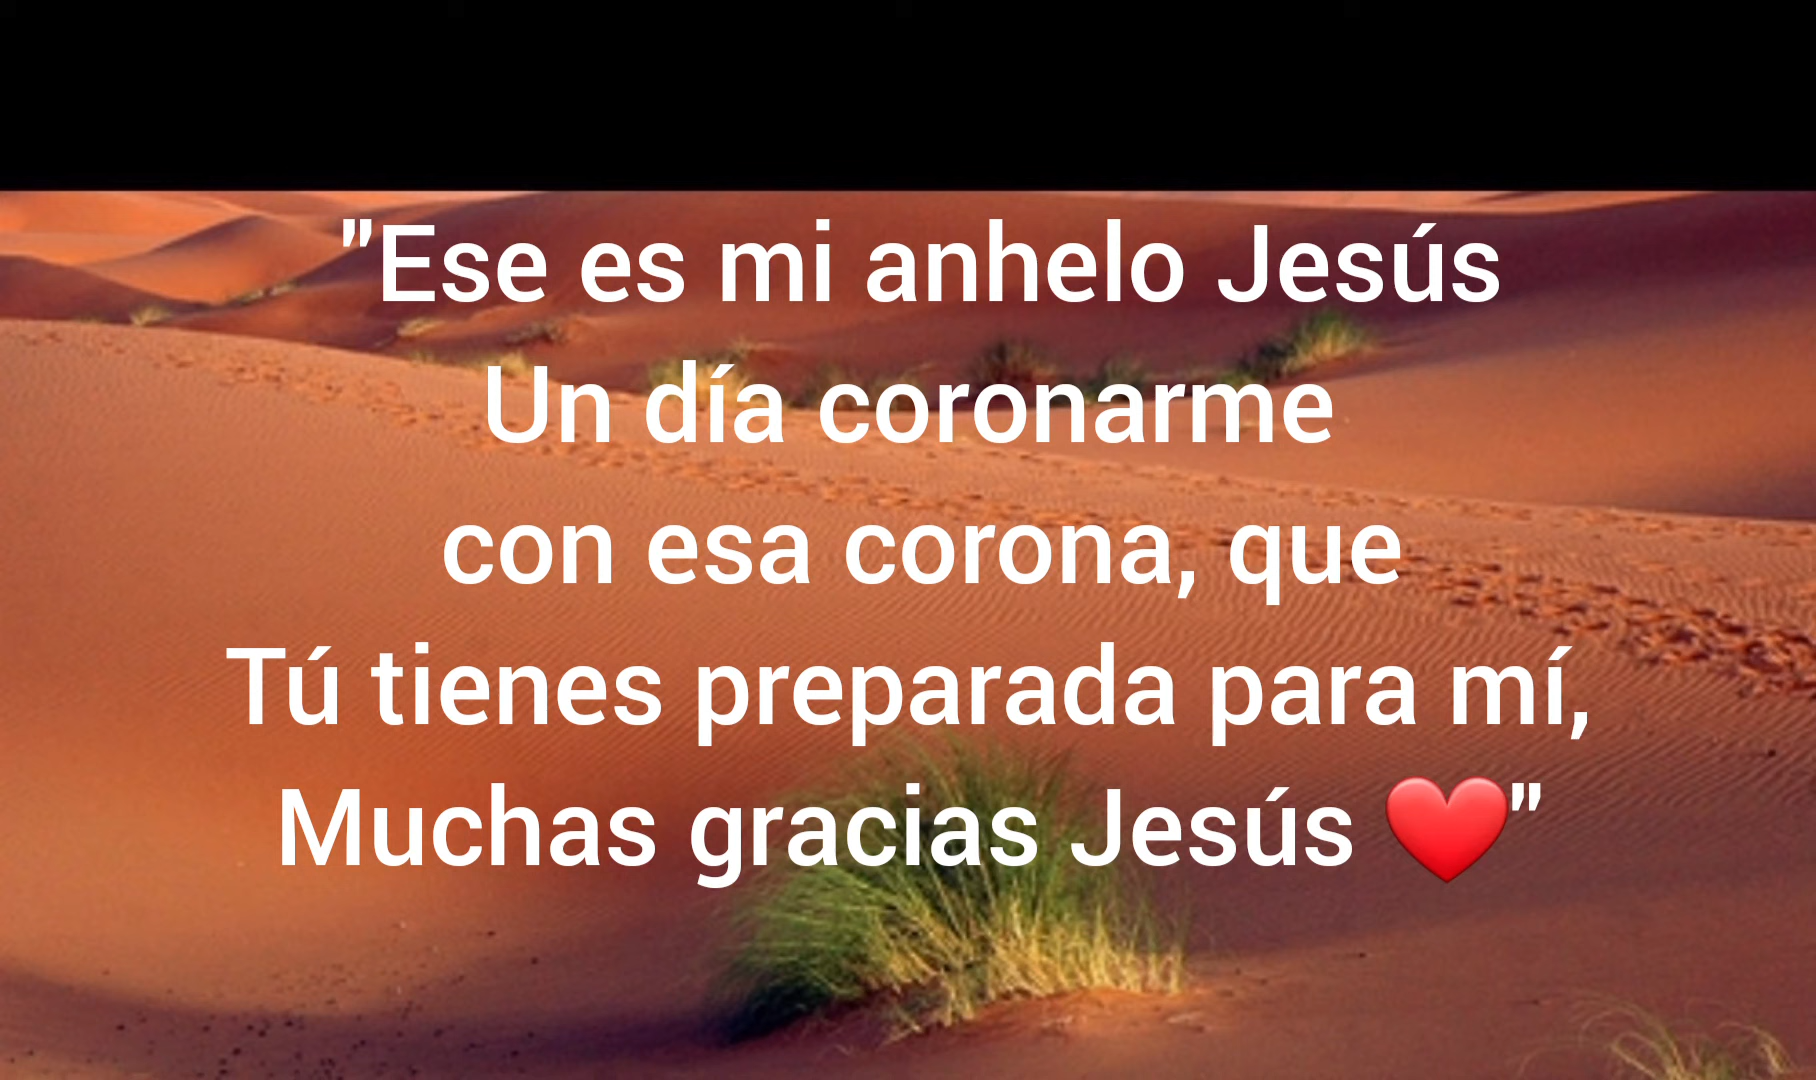 "Ese es mi anhelo Jesús
Un día coronarme
con esa corona, que
Tú tienes preparada para mí,
Muchas gracias Jesús ❤️"